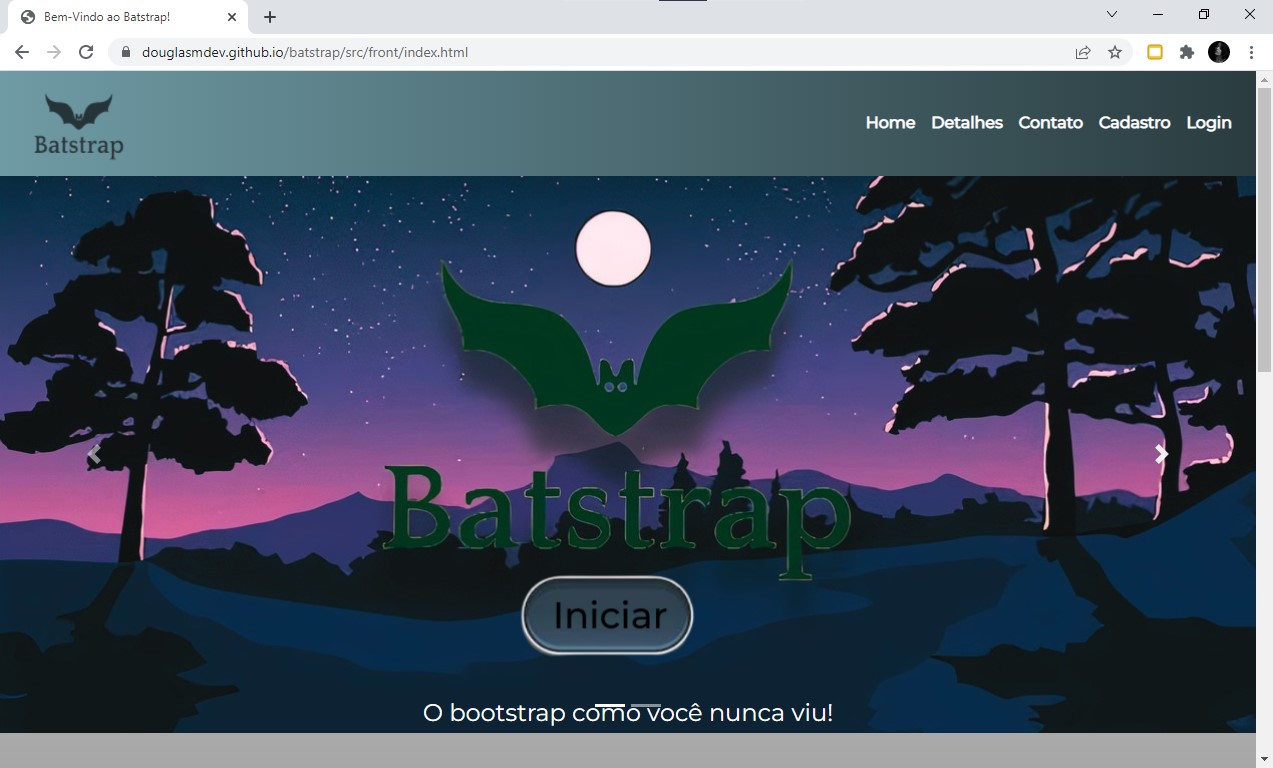 Bem-Vindo ao Batstrap!
douglasmdev.github.io/batstrap/src/front/index.html
Batstrap
Home Detalhes Contato Cadastro Login
Batstrap
Iniciar
O bootstrap como você nunca viu!